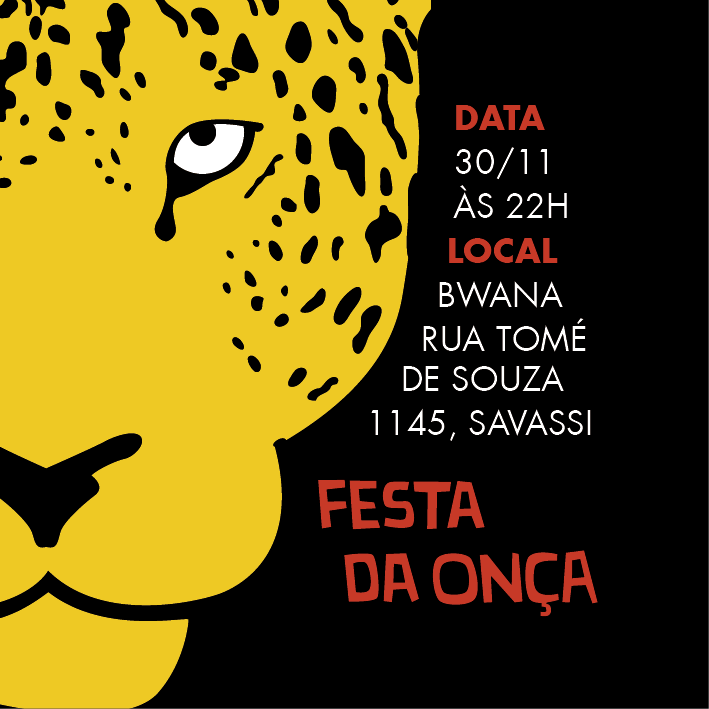 DATA
30/11
ÀS 22H
LOCAL
BWANA
RUA TOMÉ
DE SOUZA
1145, SAVASSI
FESTA
DA ONÇA